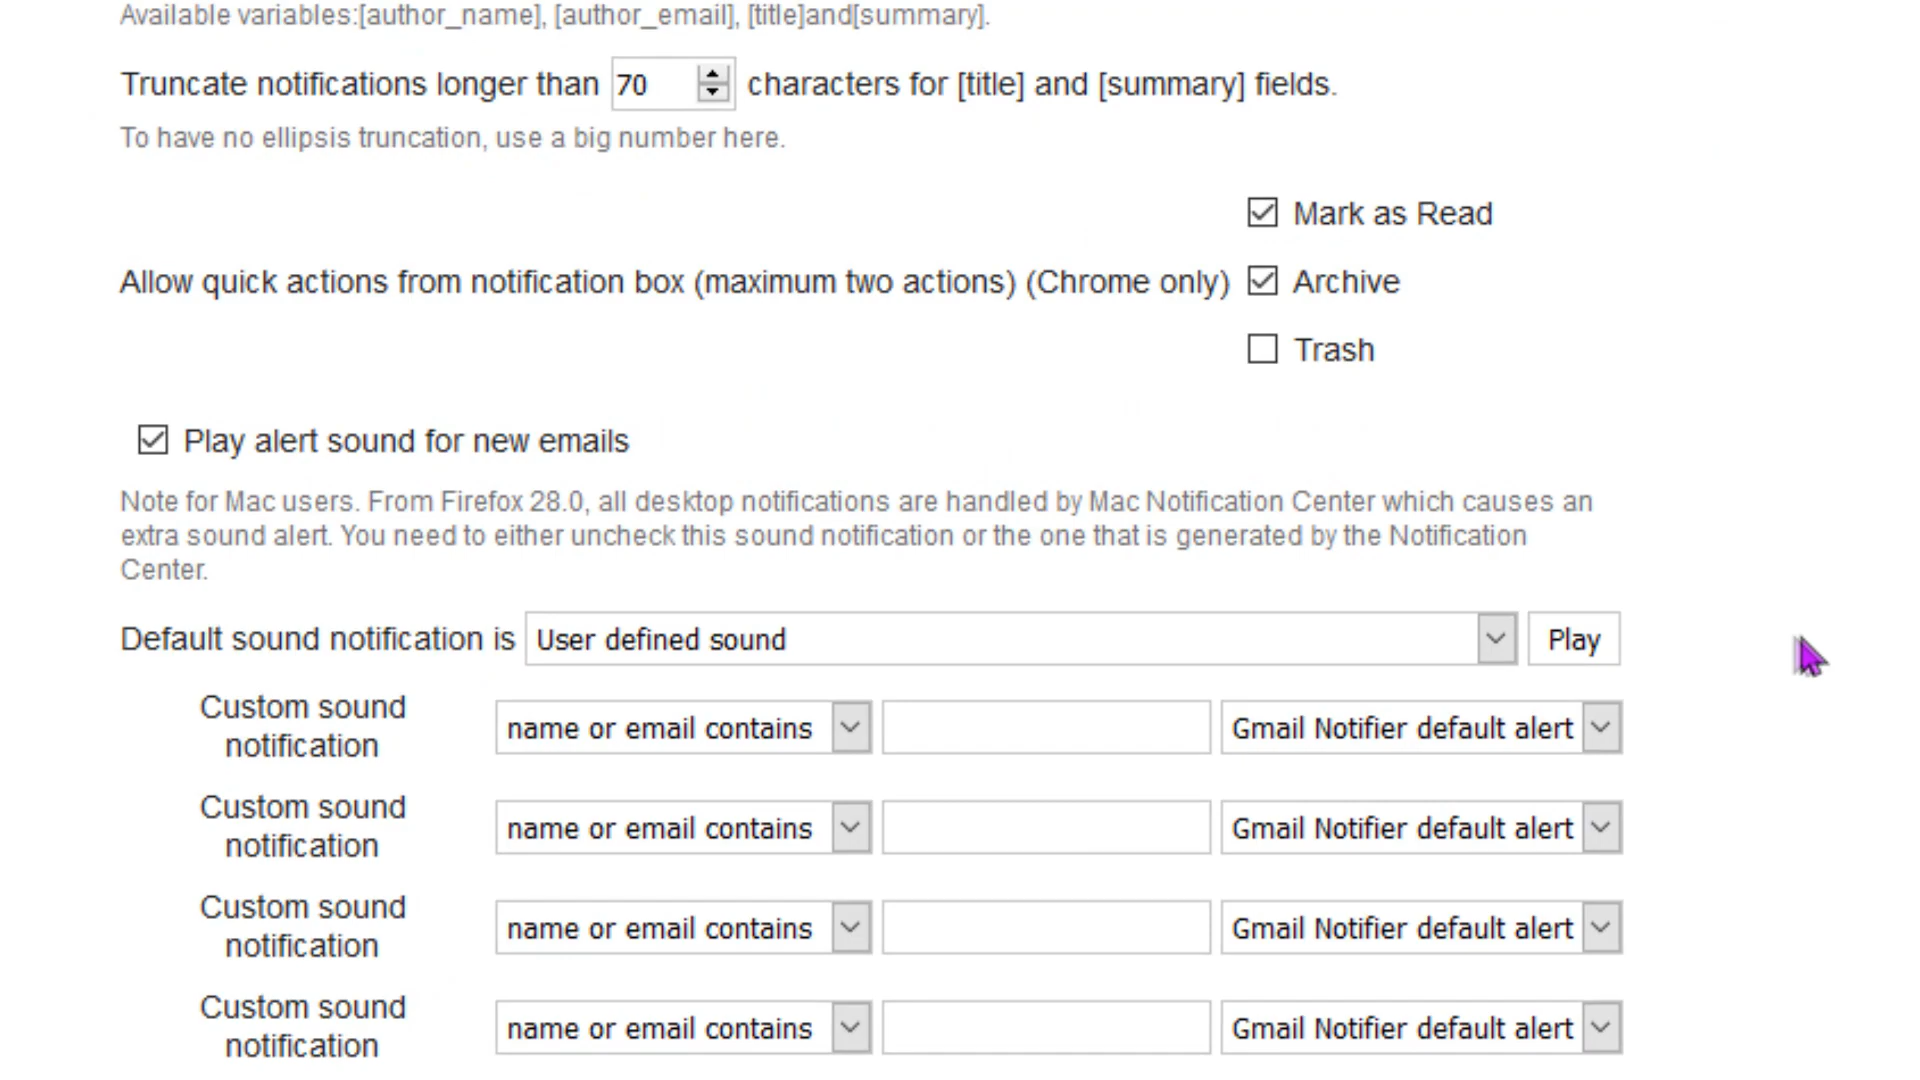 Available variables:[author_name], [author_email], [title]and[summary].
Truncate notifications longer than 70 characters for [title] and [summary] fields.
To have no ellipsis truncation, use a big number here.
Mark as Read
Allow quick actions from notification box (maximum two actions) (Chrome only) Archive
Trash
Play alert sound for new emails
Note for Mac users. From Firefox 28.0, all desktop notifications are handled by Mac Notification Center which causes an
extra sound alert. You need to either uncheck this sound notification or the one that is generated by the Notification
Center.
Default sound notification is User defined sound Play
Custom sound
notification
name or email contains Gmail Notifier default alert
Custom sound
notification
name or email contains Gmail Notifier default alert
Custom sound
notification
name or email contains Gmail Notifier default alert
Custom sound
notification
name or email contains Gmail Notifier default alert